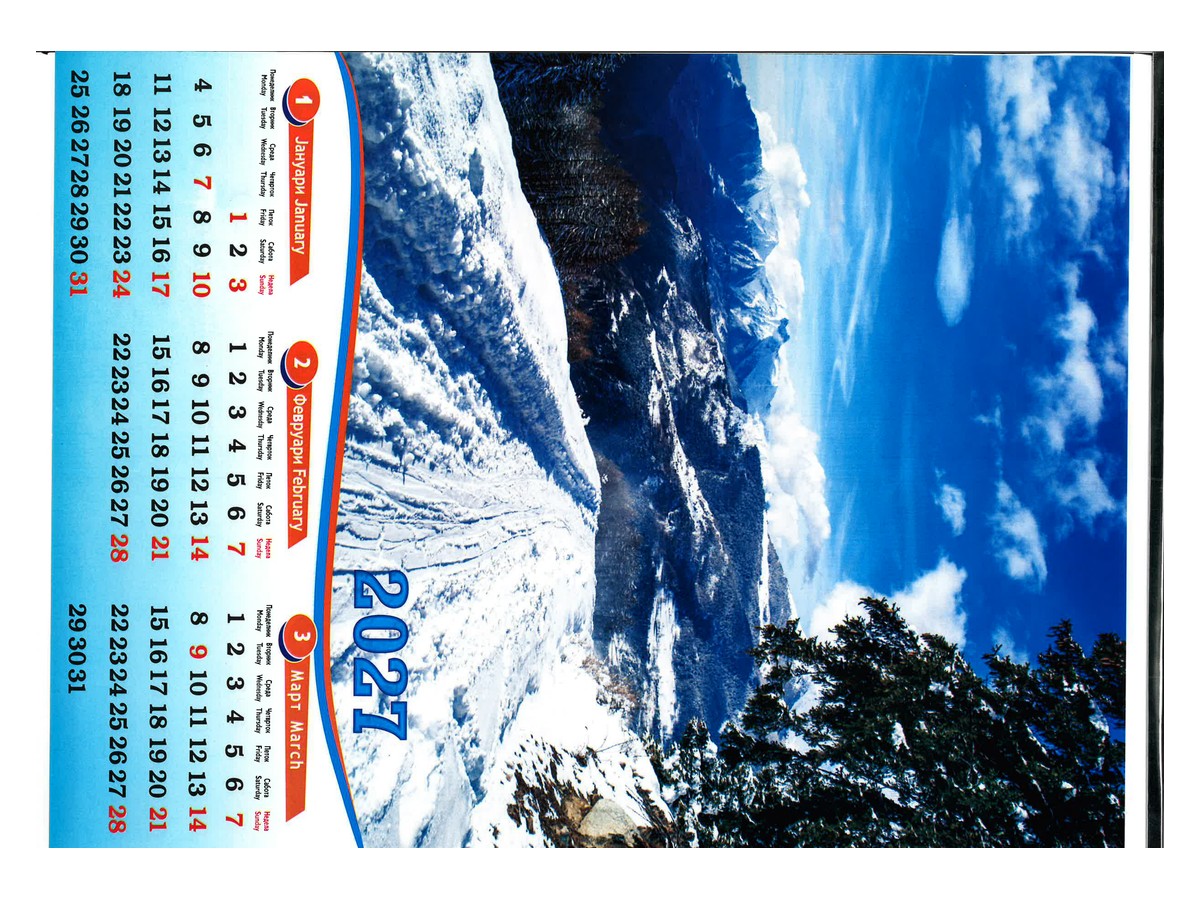 2027
1 Јануари January
Понеделник Вторник Среда Четврток Петок Сабота Недела
Monday Tuesday Wednesday Thursday Friday Saturday Sunday
1 2 3
4 5 6 7 8 9 10
11 12 13 14 15 16 17
18 19 20 21 22 23 24
25 26 27 28 29 30 31
2 Февруари February
Понеделник Вторник Среда Четврток Петок Сабота Недела
Monday Tuesday Wednesday Thursday Friday Saturday Sunday
1 2 3 4 5 6 7
8 9 10 11 12 13 14
15 16 17 18 19 20 21
22 23 24 25 26 27 28
3 Март March
Понеделник Вторник Среда Четврток Петок Сабота Недела
Monday Tuesday Wednesday Thursday Friday Saturday Sunday
1 2 3 4 5 6 7
8 9 10 11 12 13 14
15 16 17 18 19 20 21
22 23 24 25 26 27 28
29 30 31